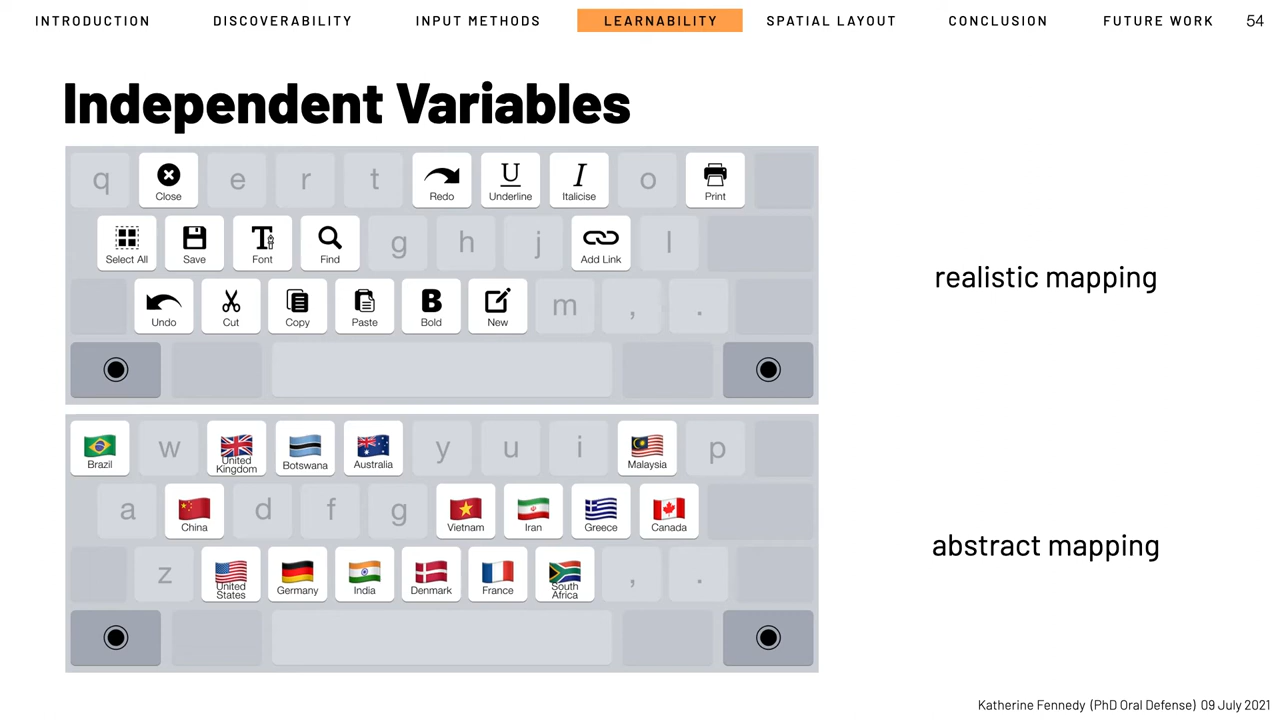 INTRODUCTION DISCOVERABILITY INPUT METHODS LEARNABILITY SPATIAL LAYOUT CONCLUSION FUTURE WORK 54
Independent Variables
q Close e r t Redo Underline Italicise o Print
Select All Save Font Find g h j Add Link l
Undo Cut Copy Paste Bold New m , .
realistic mapping
Brazil w United Kingdom Botswana Australia y u i Malaysia p
a China d f g Vietnam Iran Greece Canada
z United States Germany India Denmark France South Africa , .
abstract mapping
Katherine Fennedy (PhD Oral Defense) 09 July 2021